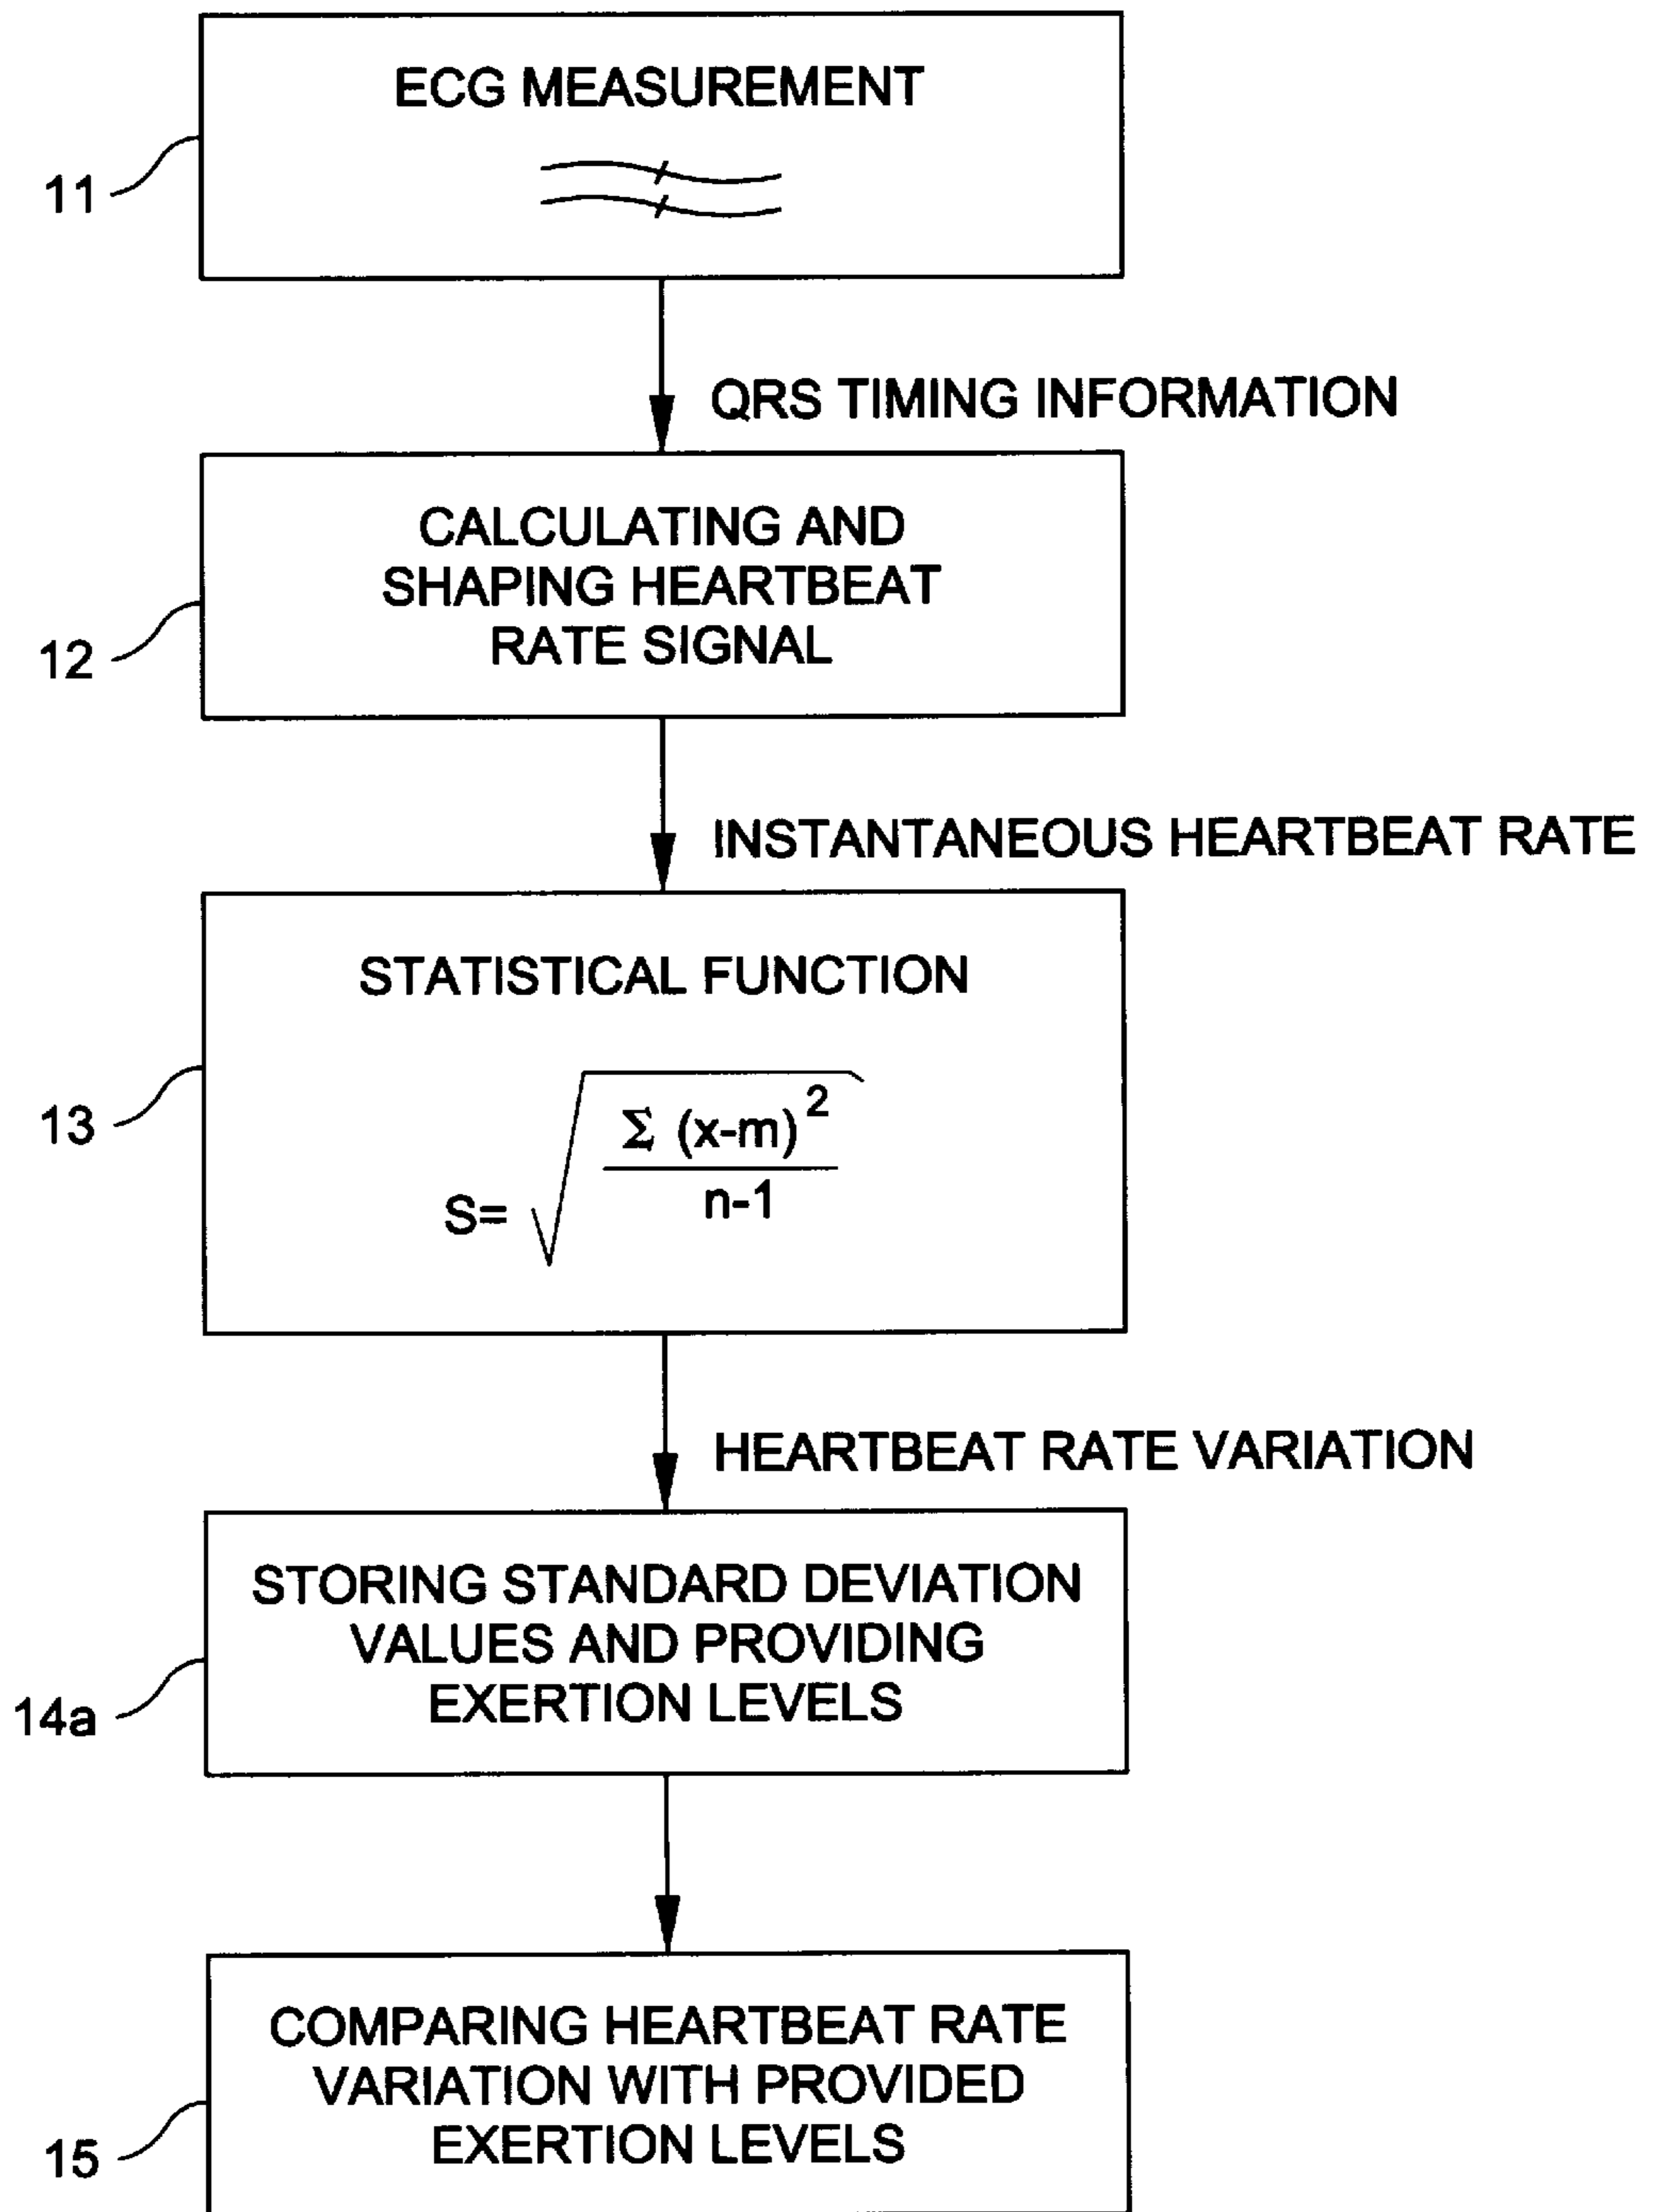 ECG MEASUREMENT
11
QRS TIMING INFORMATION
CALCULATING AND
SHAPING HEARTBEAT
RATE SIGNAL
12
INSTANTANEOUS HEARTBEAT RATE
STATISTICAL FUNCTION
13
S= √ Σ (x-m)²
n-1
HEARTBEAT RATE VARIATION
STORING STANDARD DEVIATION
VALUES AND PROVIDING
EXERTION LEVELS
14a
COMPARING HEARTBEAT RATE
VARIATION WITH PROVIDED
EXERTION LEVELS
15